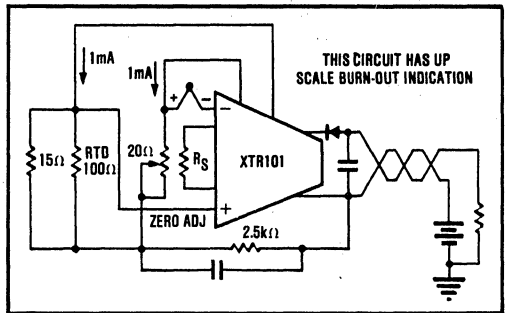 1mA
1mA
THIS CIRCUIT HAS UP
SCALE BURN-OUT INDICATION
+ −
−
15Ω
RTD
100Ω
20Ω
RS
XTR101
ZERO ADJ
+
2.5kΩ